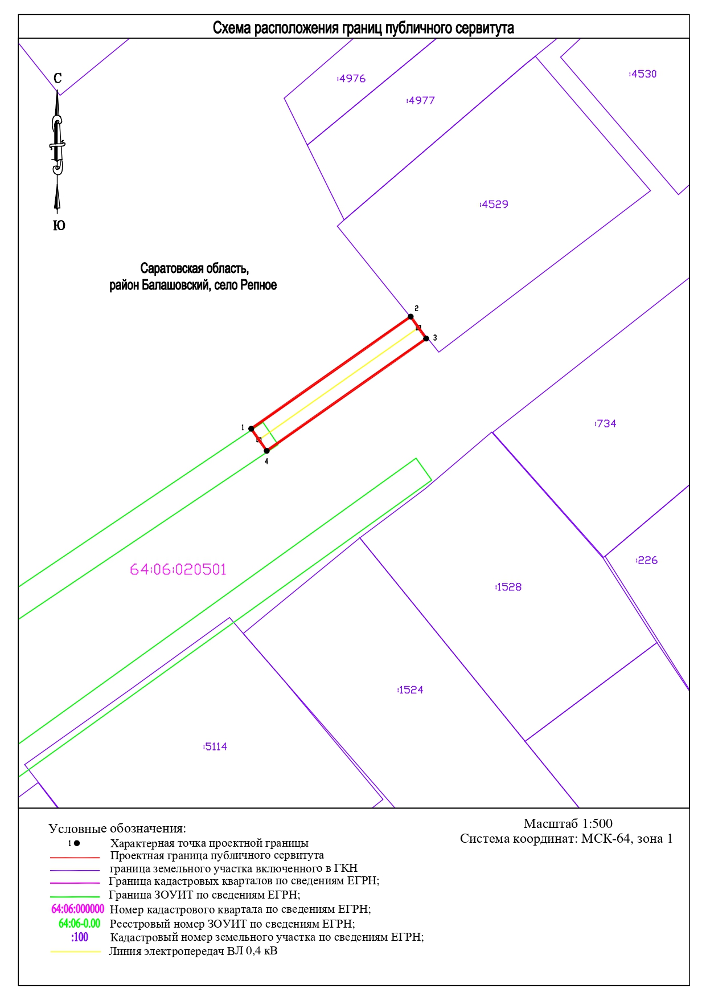 Схема расположения границ публичного сервитута
:4976
:4530
:4977
С
:4529
Ю
Саратовская область,
район Балашовский, село Репное
2
3
1
:734
4
:226
64:06:020501
:1528
:1524
:5114
Условные обозначения:
Масштаб 1:500
Система координат: МСК-64, зона 1
1 Характерная точка проектной границы
Проектная граница публичного сервитута
граница земельного участка включенного в ГКН
Граница кадастровых кварталов по сведениям ЕГРН;
Граница ЗОУИТ по сведениям ЕГРН;
64:06:000000 Номер кадастрового квартала по сведениям ЕГРН;
64:06-0.00 Реестровый номер ЗОУИТ по сведениям ЕГРН;
:100 Кадастровый номер земельного участка по сведениям ЕГРН;
Линия электропередач ВЛ 0,4 кВ